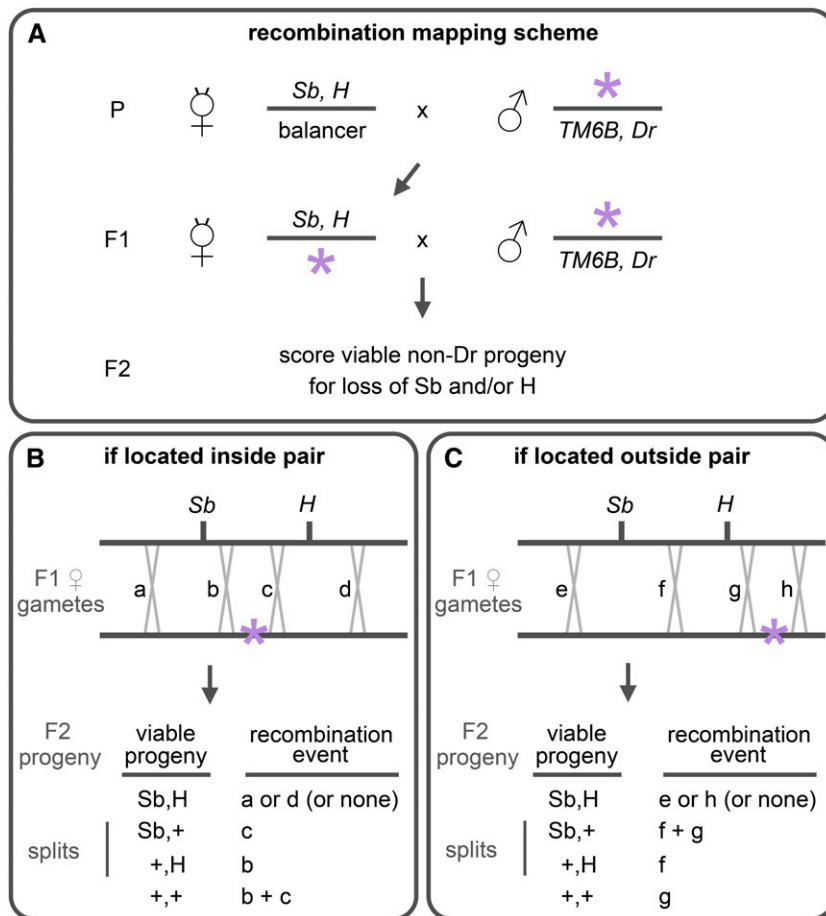 A recombination mapping scheme
P Sb, H x *
balancer TM6B, Dr
F1 Sb, H x *
* TM6B, Dr
F2 score viable non-Dr progeny
for loss of Sb and/or H
B if located inside pair
Sb H
F1 ♀
gametes
a b c d
*
F2
progeny
viable
progeny
recombination
event
Sb,H a or d (or none)
splits
Sb,+ c
+,H b
+,+ b + c
C if located outside pair
Sb H
F1 ♀
gametes
e f g h
*
F2
progeny
viable
progeny
recombination
event
Sb,H e or h (or none)
splits
Sb,+ f + g
+,H f
+,+ g